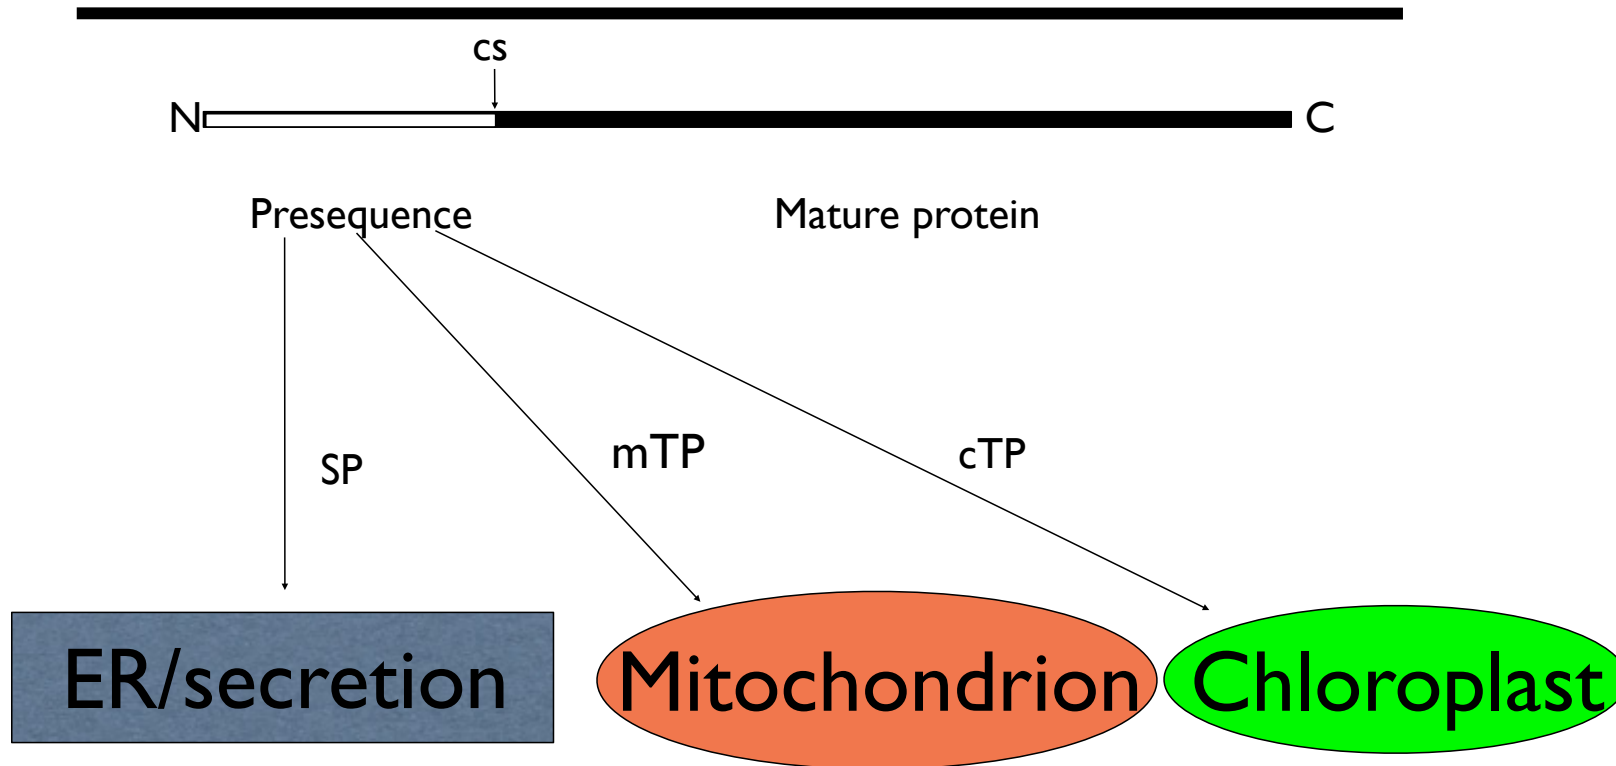 cs
N C
Presequence Mature protein
SP mTP cTP
ER/secretion Mitochondrion Chloroplast